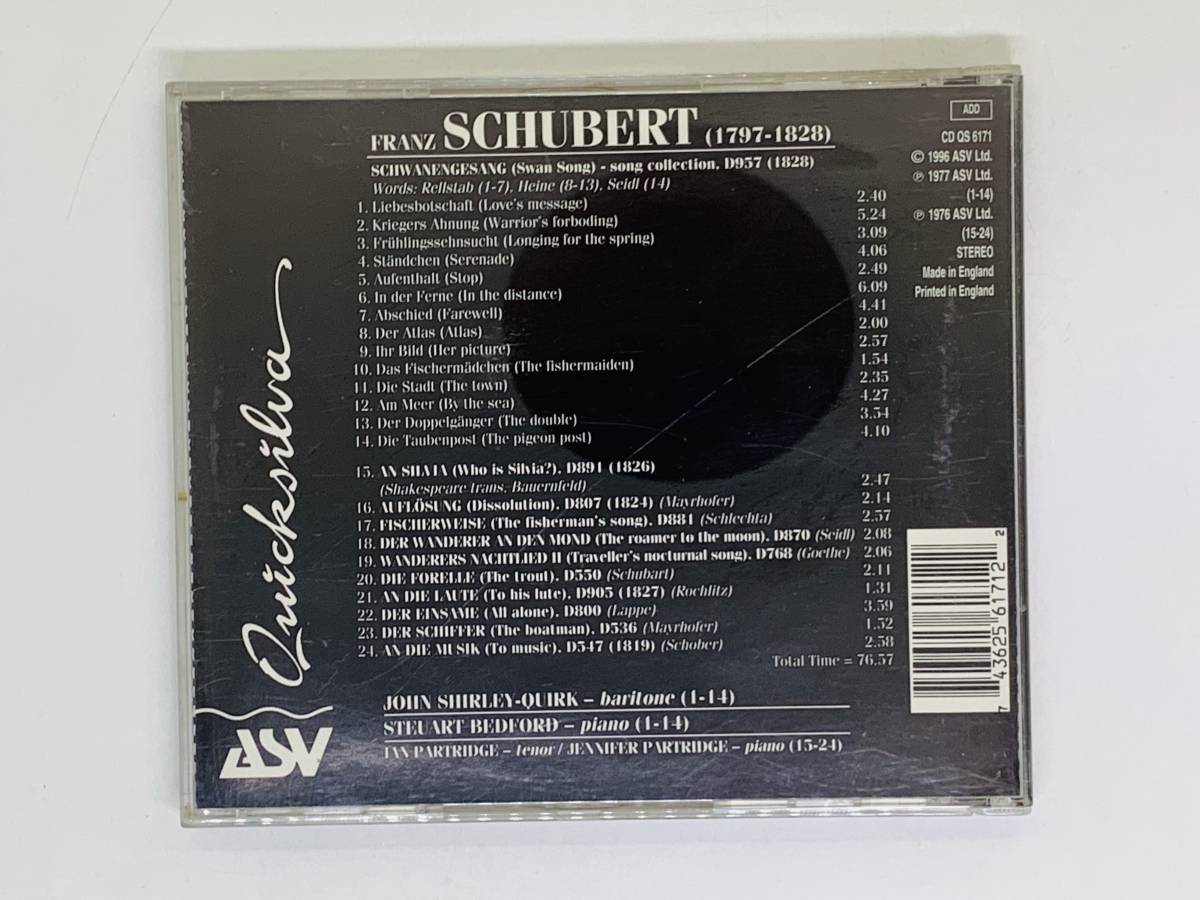 FRANZ SCHUBERT (1797-1828)
SCHWANENGESANG (Swan Song) - song collection, D957 (1828)
Words: Rellstab (1-7), Heine (8-13), Seidl (14)
1. Liebesbotschaft (Love's message) 2.40
2. Kriegers Ahnung (Warrior's forboding) 5.24
3. Frühlingssehnsucht (Longing for the spring) 3.09
4. Ständchen (Serenade) 4.06
5. Aufenthalt (Stop) 2.49
6. In der Ferne (In the distance) 6.09
7. Abschied (Farewell) 4.41
8. Der Atlas (Atlas) 2.00
9. Ihr Bild (Her picture) 2.57
10. Das Fischermädchen (The fishermaiden) 1.54
11. Die Stadt (The town) 2.35
12. Am Meer (By the sea) 4.27
13. Der Doppelgänger (The double) 3.54
14. Die Taubenpost (The pigeon post) 4.10
15. AN SILVIA (Who is Silvia?), D891 (1826)
(Shakespeare trans. Bauernfeld) 2.47
16. AUFLÖSUNG (Dissolution), D807 (1824) (Mayrhofer) 2.14
17. FISCHERWEISE (The fisherman's song), D881 (Schlechta) 2.57
18. DER WANDERER AN DEN MOND (The roamer to the moon), D870 (Seidl) 2.08
19. WANDERERS NACHTLIED II (Traveller's nocturnal song), D768 (Goethe) 2.06
20. DIE FORELLE (The trout), D550 (Schubart) 2.11
21. AN DIE LAUTE (To his lute), D905 (1827) (Rochlitz) 1.31
22. DER EINSAME (All alone), D800 (Lappe) 3.59
23. DER SCHIFFER (The boatman), D536 (Mayrhofer) 1.52
24. AN DIE MUSIK (To music), D547 (1819) (Schober) 2.58
Total Time = 76.57
JOHN SHIRLEY-QUIRK – baritone (1-14)
STEUART BEDFORD – piano (1-14)
IAN PARTRIDGE – tenor / JENNIFER PARTRIDGE – piano (15-24)
ADD
CD QS 6171
© 1996 ASV Ltd.
℗ 1977 ASV Ltd.
(1-14)
℗ 1976 ASV Ltd.
(15-24)
STEREO
Made in England
Printed in England
Quicksilva
ASV
7 43625 61712 2